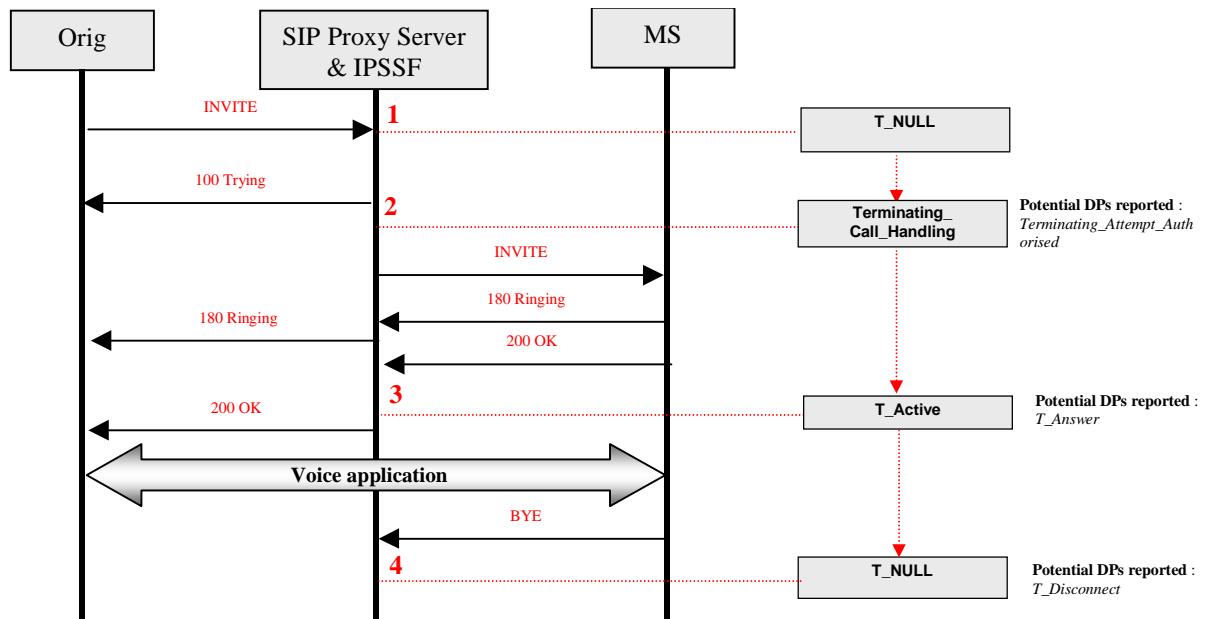 Orig
SIP Proxy Server
& IPSSF
MS
INVITE
1
T_NULL
100 Trying
2
Terminating_
Call_Handling
Potential DPs reported :
Terminating_Attempt_Auth
orised
INVITE
180 Ringing
180 Ringing
200 OK
3
200 OK
T_Active
Potential DPs reported :
T_Answer
Voice application
BYE
4
T_NULL
Potential DPs reported :
T_Disconnect